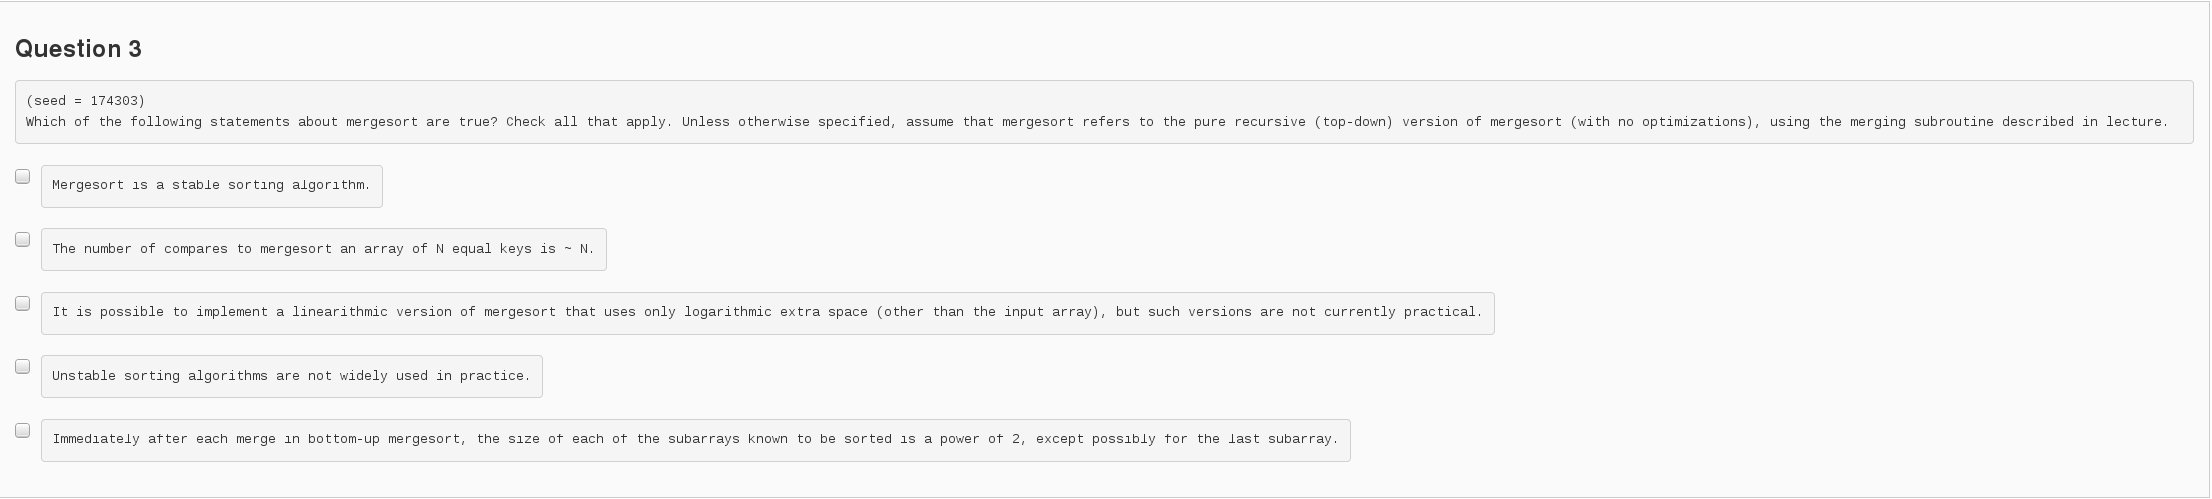 Question 3
(seed = 174303)
Which of the following statements about mergesort are true? Check all that apply. Unless otherwise specified, assume that mergesort refers to the pure recursive (top-down) version of mergesort (with no optimizations), using the merging subroutine described in lecture.
Mergesort is a stable sorting algorithm.
The number of compares to mergesort an array of N equal keys is ~ N.
It is possible to implement a linearithmic version of mergesort that uses only logarithmic extra space (other than the input array), but such versions are not currently practical.
Unstable sorting algorithms are not widely used in practice.
Immediately after each merge in bottom-up mergesort, the size of each of the subarrays known to be sorted is a power of 2, except possibly for the last subarray.